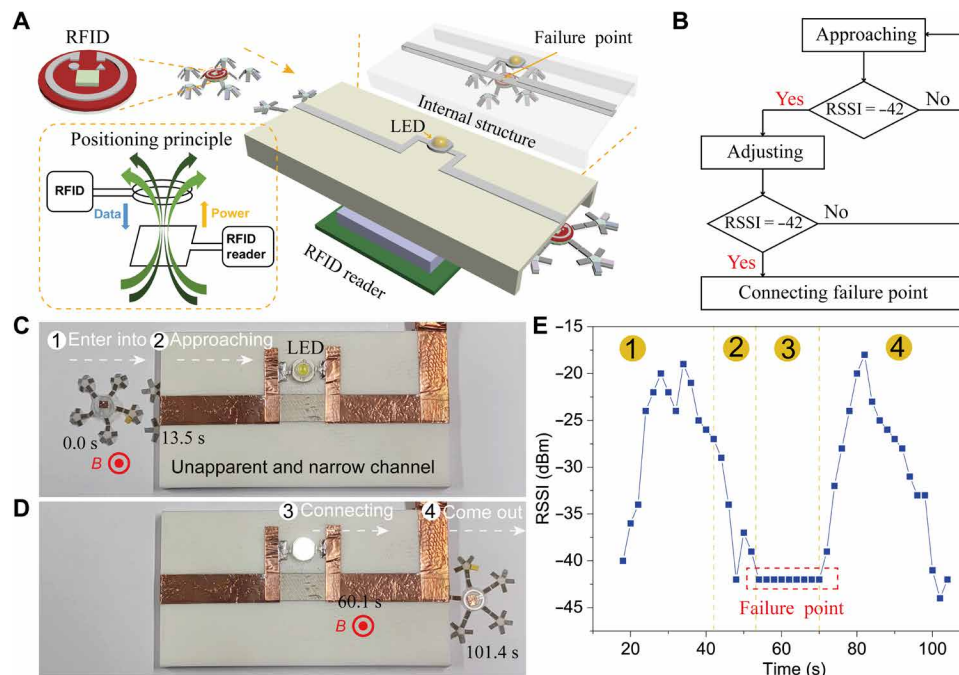 A
RFID
Failure point
Internal structure
LED
Positioning principle
RFID
Data
Power
RFID
reader
RFID reader
B
Approaching
Yes
RSSI = −42
No
Adjusting
RSSI = −42
No
Yes
Connecting failure point
C
1 Enter into
2 Approaching
LED
0.0 s
13.5 s
B
Unapparent and narrow channel
D
3 Connecting
4 Come out
60.1 s
B
101.4 s
E
1
2
3
4
−15
−20
−25
−30
−35
−40
−45
RSSI (dBm)
Failure point
20
40
60
80
100
Time (s)